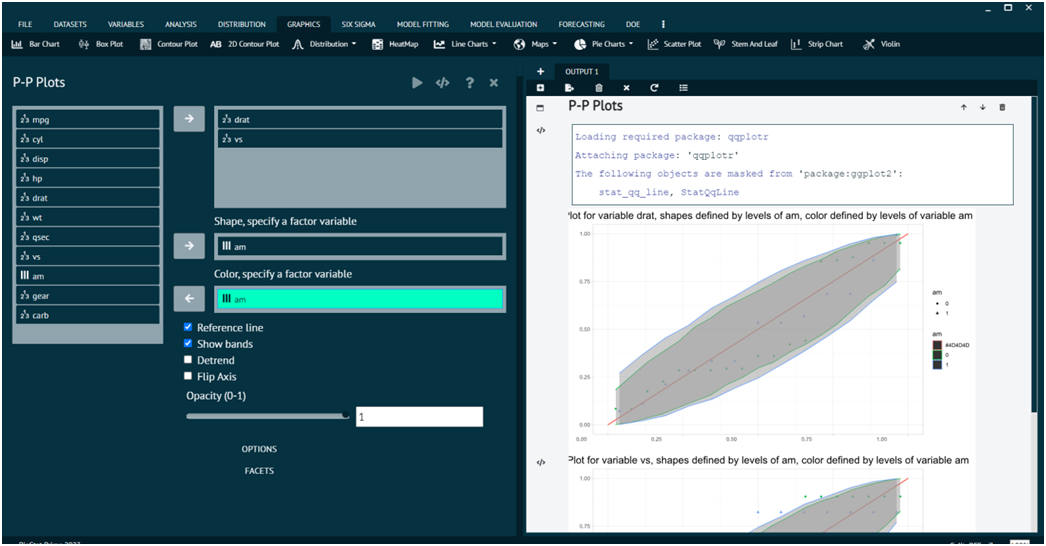 FILE DATASETS VARIABLES ANALYSIS DISTRIBUTION GRAPHICS SIX SIGMA MODEL FITTING MODEL EVALUATION FORECASTING DOE
Bar Chart Box Plot Contour Plot AB 2D Contour Plot Distribution HeatMap Line Charts Maps Pie Charts Scatter Plot Stem And Leaf Strip Chart Violin
P-P Plots
mpg
cyl
disp
hp
drat
wt
qsec
vs
am
gear
carb
drat
vs
Shape, specify a factor variable
am
Color, specify a factor variable
am
Reference line
Show bands
Detrend
Flip Axis
Opacity (0-1)
1
OPTIONS
FACETS
OUTPUT 1
P-P Plots
Loading required package: qqplotr
Attaching package: 'qqplotr'
The following objects are masked from 'package:ggplot2':
stat_qq_line, StatQqLine
Plot for variable drat, shapes defined by levels of am, color defined by levels of variable am
1.00
0.75
0.50
0.25
0.00
0.00 0.25 0.50 0.75 1.00
am
0
1
am
#4D4D4D
0
1
Plot for variable vs, shapes defined by levels of am, color defined by levels of variable am
1.00
0.75